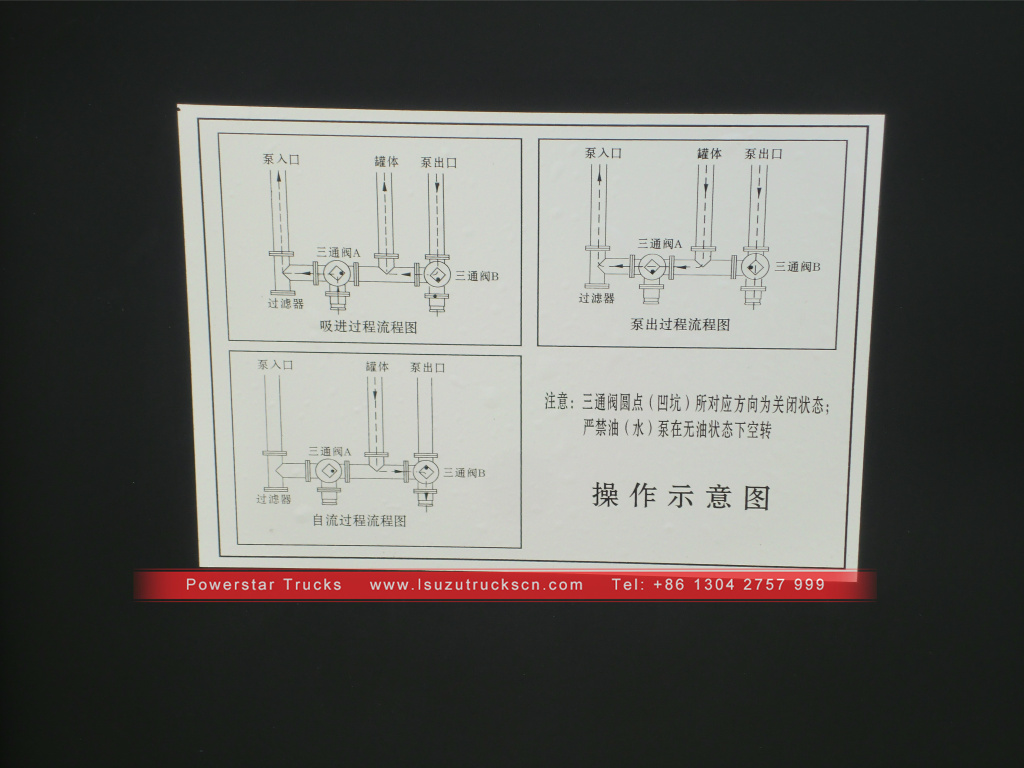 泵入口 罐体 泵出口
三通阀A
三通阀B
过滤器
吸进过程流程图
泵入口 罐体 泵出口
三通阀A
三通阀B
过滤器
泵出过程流程图
泵入口 罐体 泵出口
三通阀A
三通阀B
过滤器
自流过程流程图
注意：三通阀圆点（凹坑）所对应方向为关闭状态；
严禁油（水）泵在无油状态下空转
操作示意图
Powerstar Trucks www.Isuzutruckscn.com Tel: +86 1304 2757 999